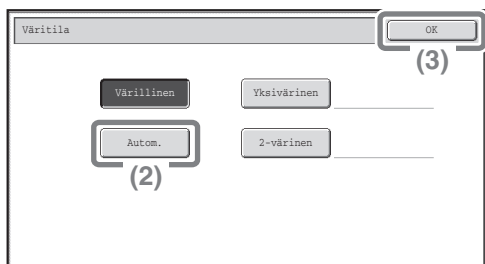 Väritila
OK
(3)
Värillinen
Yksivärinen
Autom.
2-värinen
(2)